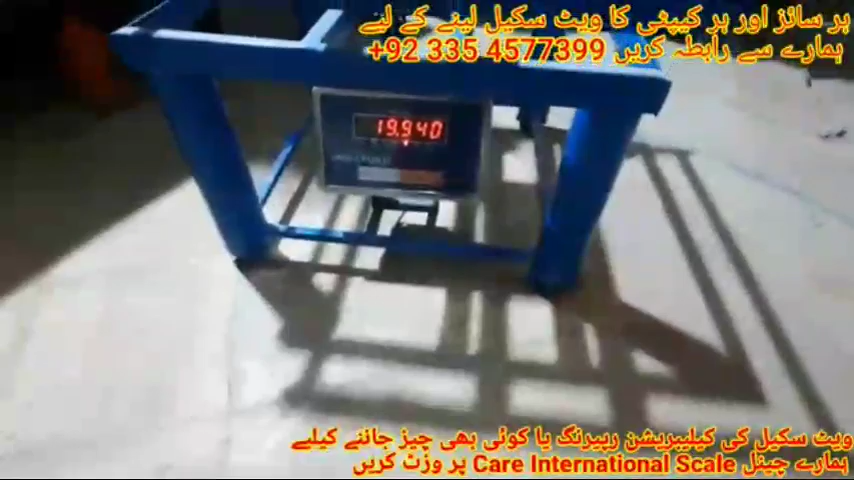 ہر سائز اور ہر کیپٹی کا ویٹ سکیل لینے کے لیے
ہمارے سے رابطہ کریں 4577399 335 92+
19.940
ویٹ سکیل کی کیلیبریشن رپیرنگ یا کوئی بھی چیز جاننے کیلیے
ہمارے چینل Care International Scale پر وزٹ کریں